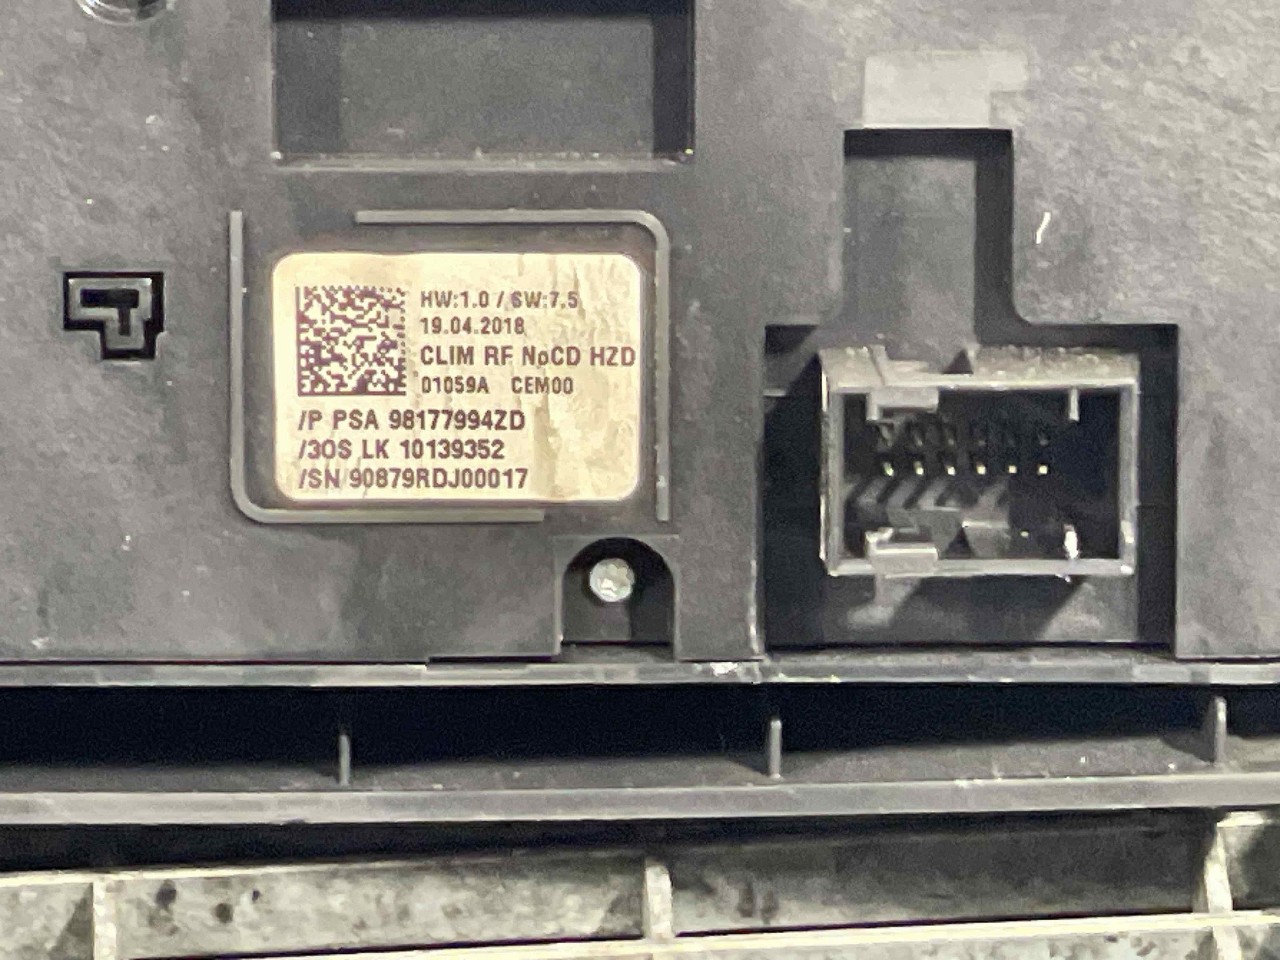 HW:1.0 / SW:7.5
19.04.2018
CLIM RF NoCD HZD
01059A CEM00
/P PSA 98177994ZD
/3OS LK 10139352
/SN 90879RDJ00017